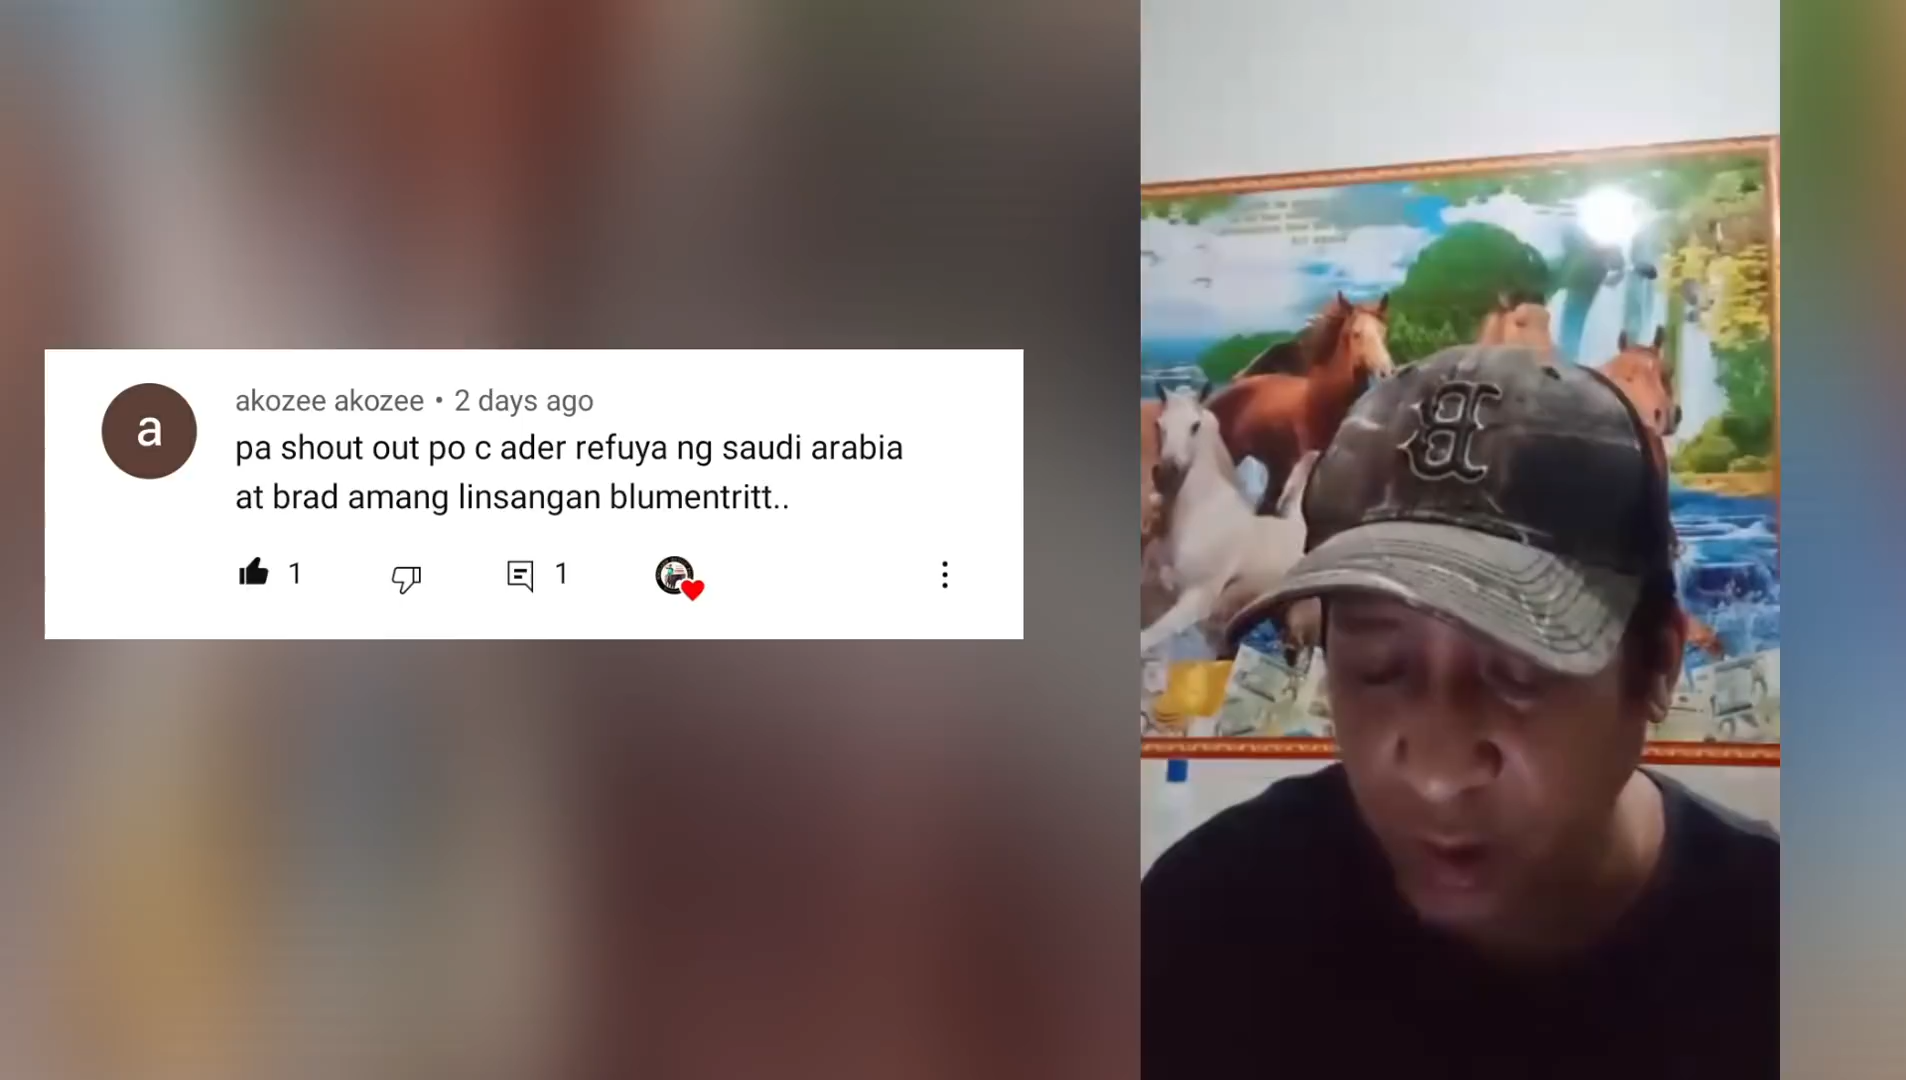 akozee akozee • 2 days ago
pa shout out po c ader refuya ng saudi arabia
at brad amang linsangan blumentritt..
1
1
B